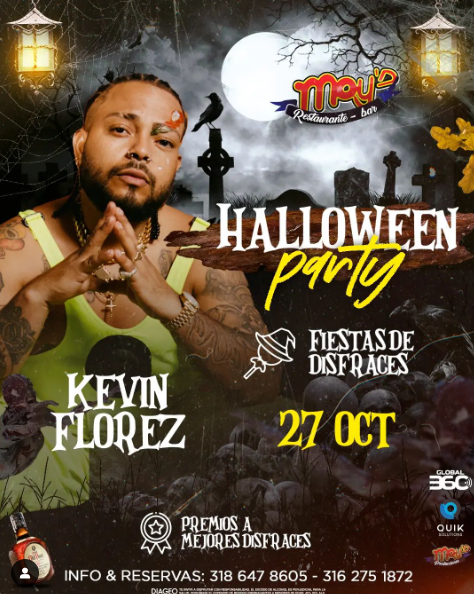 Moy's
Restaurante - bar
HALLOWEEN
party
FIESTAS DE
DISFRACES
KEVIN
FLOREZ
27 OCT
GLOBAL
360
QUIK
SOLUTIONS
PREMIOS A
MEJORES DISFRACES
Moy's
INFO & RESERVAS: 318 647 8605 - 316 275 1872
DIAGEO